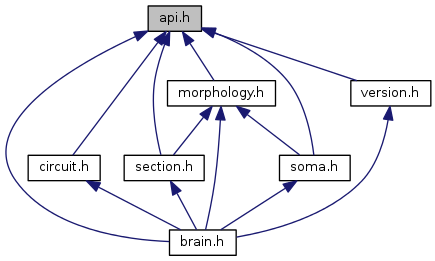 api.h
morphology.h
version.h
circuit.h
section.h
soma.h
brain.h